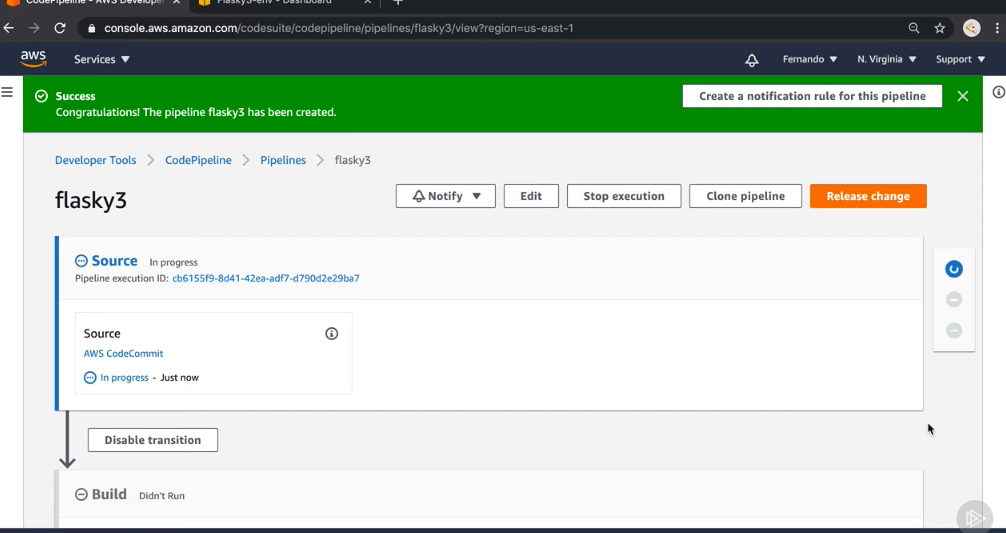 CodePipeline - AWS Developer
Flasky3-env - Dashboard
console.aws.amazon.com/codesuite/codepipeline/pipelines/flasky3/view?region=us-east-1
aws
Services
Fernando
N. Virginia
Support
Success
Congratulations! The pipeline flasky3 has been created.
Create a notification rule for this pipeline
Developer Tools > CodePipeline > Pipelines > flasky3
flasky3
Notify
Edit
Stop execution
Clone pipeline
Release change
Source In progress
Pipeline execution ID: cb6155f9-8d41-42ea-adf7-d790d2e29ba7
Source
AWS CodeCommit
In progress - Just now
Disable transition
Build Didn't Run